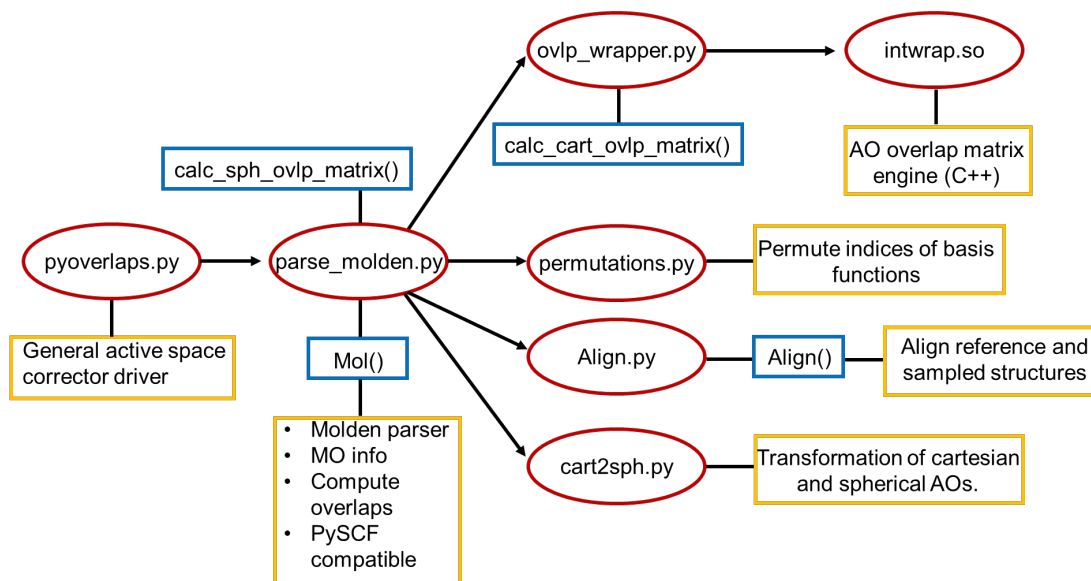 ovlp_wrapper.py
intwrap.so
calc_cart_ovlp_matrix()
AO overlap matrix
engine (C++)
calc_sph_ovlp_matrix()
pyoverlaps.py
parse_molden.py
permutations.py
Permute indices of basis
functions
General active space
corrector driver
Mol()
Align.py
Align()
Align reference and
sampled structures
• Molden parser
• MO info
• Compute
overlaps
• PySCF
compatible
cart2sph.py
Transformation of cartesian
and spherical AOs.